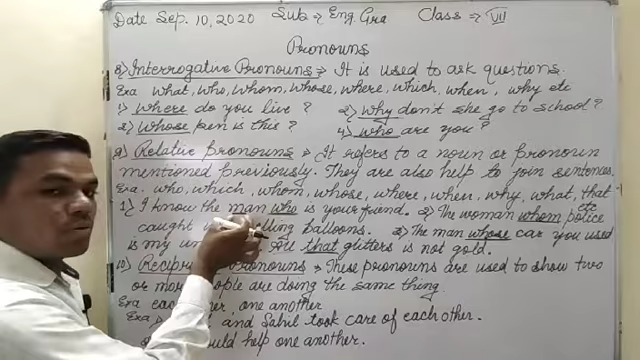 Date Sep. 10, 2020 Sub → Eng. Gra Class → VII
Pronouns
8) Interrogative Pronouns → It is used to ask questions.
Exa what, who, whom, whose, where, which, when, why etc
1) where do you live? 2) Why don't she go to school?
3) Whose pen is this? 4) who are you?
9) Relative pronouns → It refers to a noun or pronoun
mentioned previously. They are also help to join sentences.
Exa. who, which, whom, whose, where, when, why, what, that etc
1) I know the man who is your friend. 2) The woman whom police
caught selling balloons. 3) The man whose car you used
is my that glitters is not gold.
10) Pronouns → These pronouns are used to show two
or more people are doing the same thing.
Exa each other, one another
Exa and Sahil took care of each other.
should help one another.